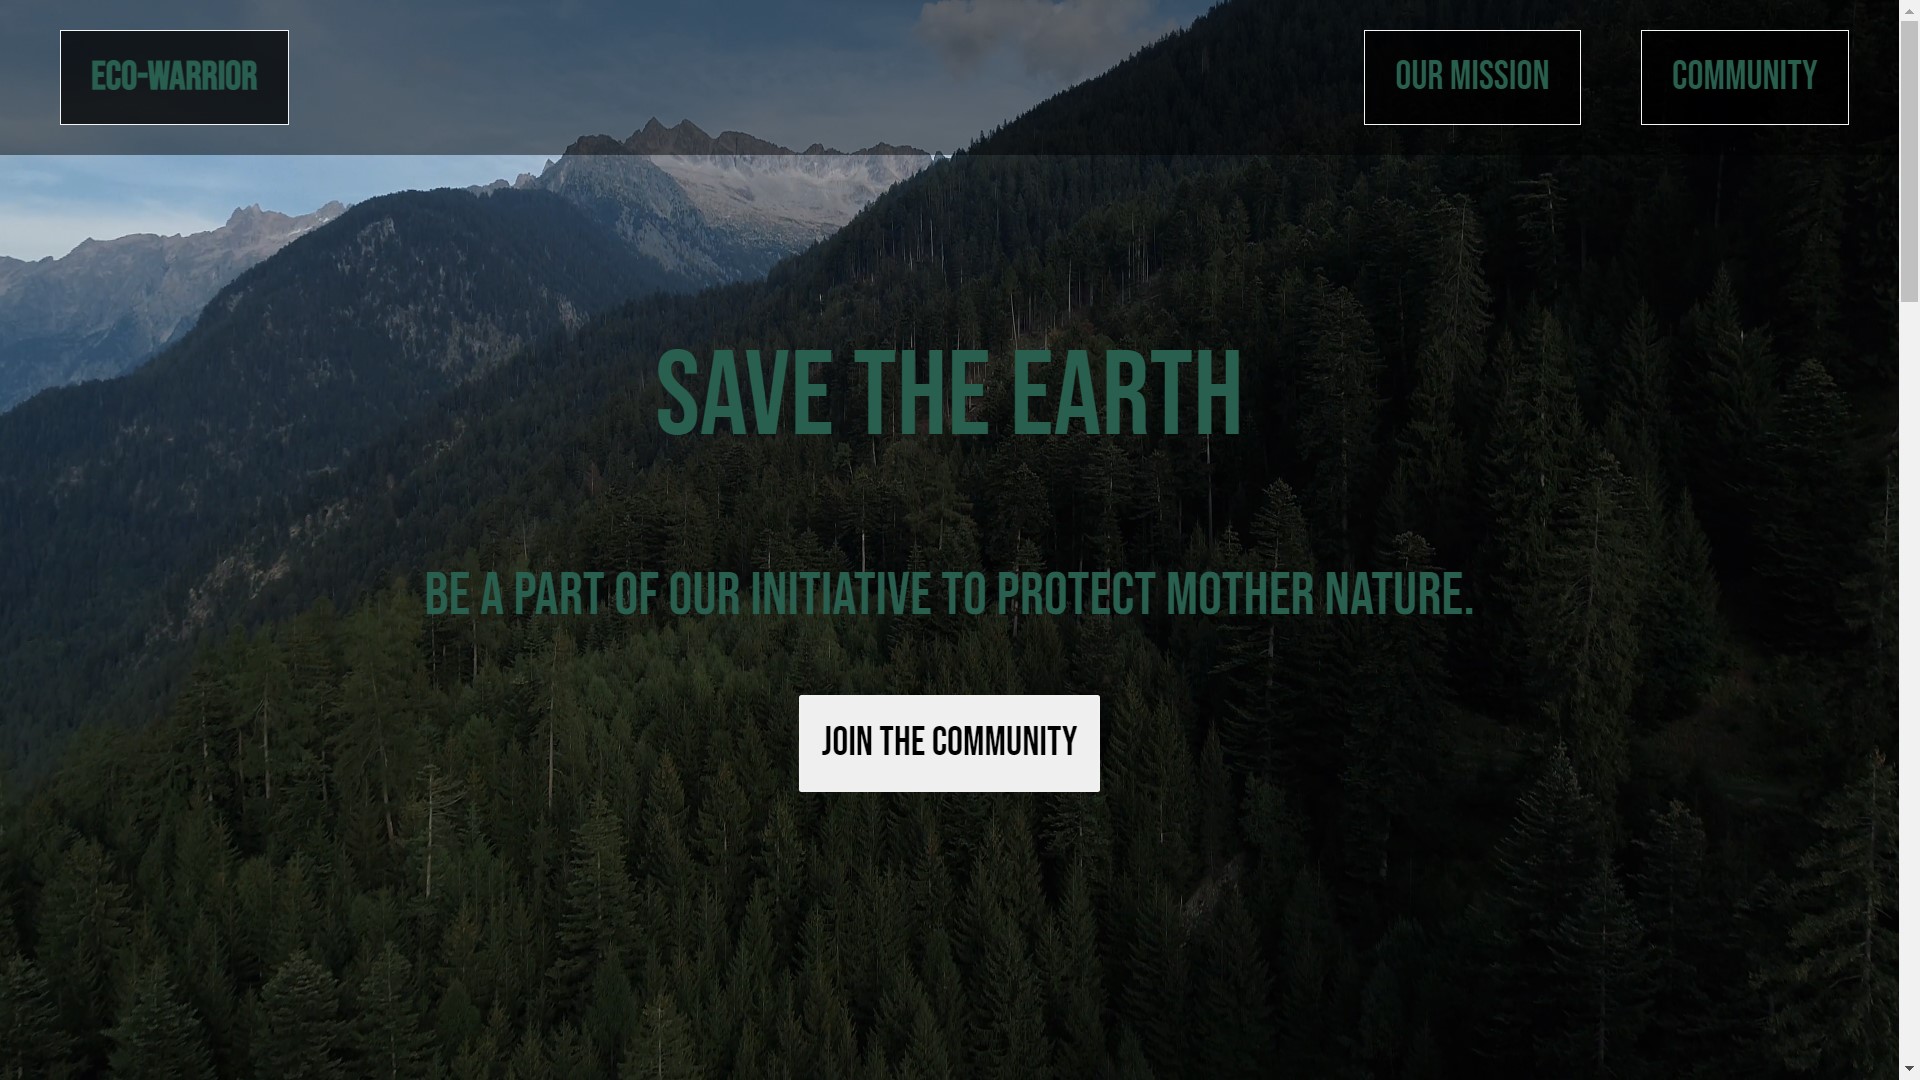 ECO-WARRIOR
OUR MISSION
COMMUNITY
SAVE THE EARTH
BE A PART OF OUR INITIATIVE TO PROTECT MOTHER NATURE.
JOIN THE COMMUNITY